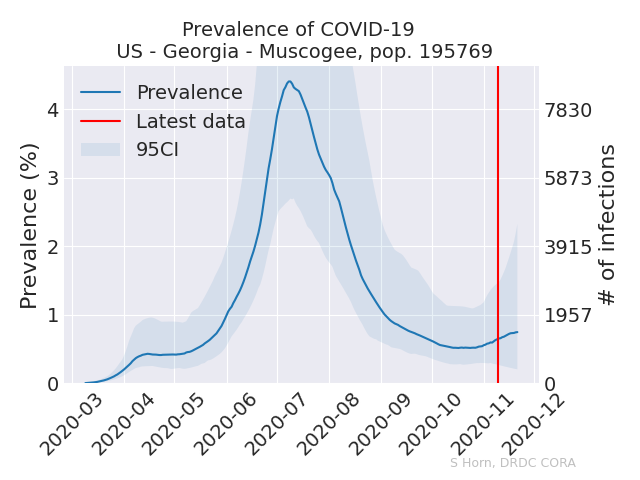 Prevalence of COVID-19
US - Georgia - Muscogee, pop. 195769
Prevalence
Latest data
95CI
Prevalence (%)
4
3
2
1
0
7830
5873
3915
1957
0
# of infections
2020-03
2020-04
2020-05
2020-06
2020-07
2020-08
2020-09
2020-10
2020-11
2020-12
S Horn, DRDC CORA